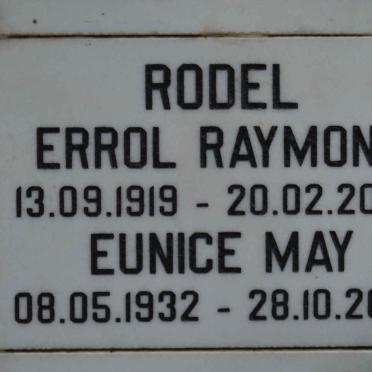 RODEL
ERROL RAYMON
13.09.1919 - 20.02.20
EUNICE MAY
08.05.1932 - 28.10.20